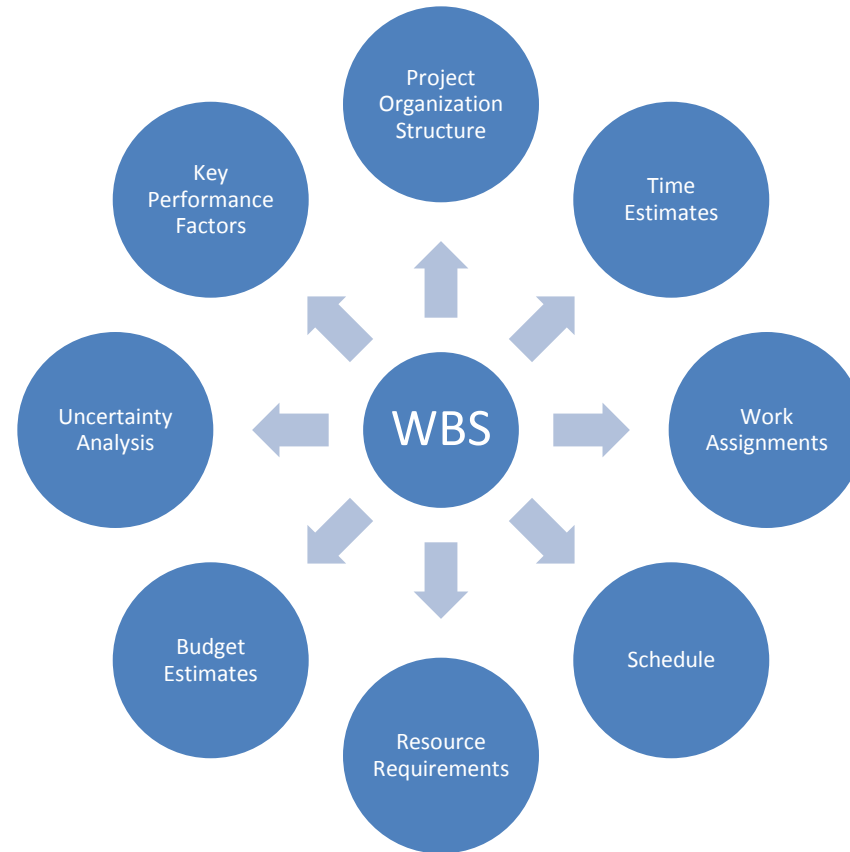 Project
Organization
Structure
Time
Estimates
Work
Assignments
Schedule
Resource
Requirements
Budget
Estimates
Uncertainty
Analysis
Key
Performance
Factors
WBS